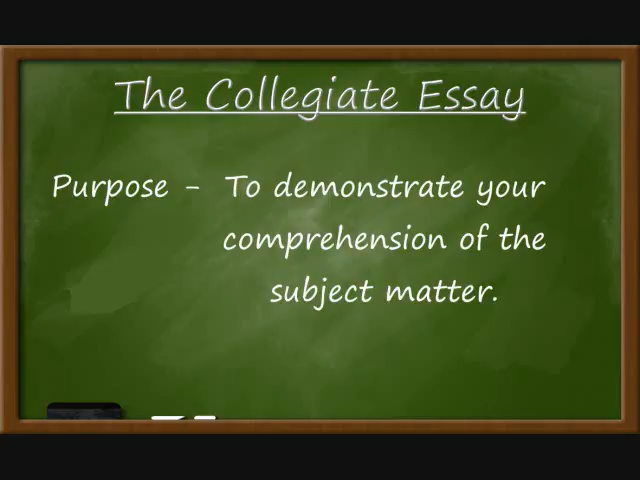 The Collegiate Essay
Purpose - To demonstrate your
comprehension of the
subject matter.